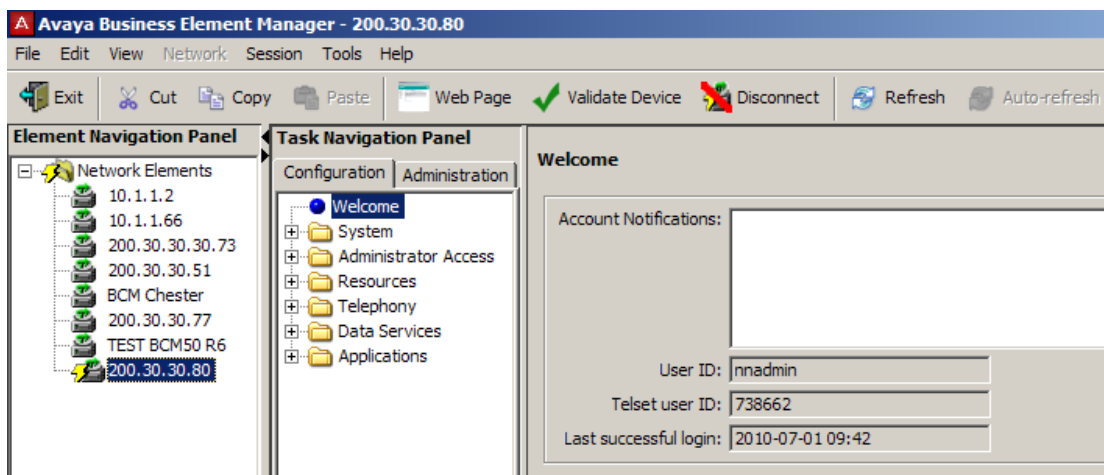 Avaya Business Element Manager - 200.30.30.80
File Edit View Network Session Tools Help
Exit Cut Copy Paste Web Page Validate Device Disconnect Refresh Auto-refresh
Element Navigation Panel
Network Elements
10.1.1.2
10.1.1.66
200.30.30.30.73
200.30.30.51
BCM Chester
200.30.30.77
TEST BCM50 R6
200.30.30.80
Task Navigation Panel
Configuration Administration
Welcome
System
Administrator Access
Resources
Telephony
Data Services
Applications
Welcome
Account Notifications:
User ID: nnadmin
Telset user ID: 738662
Last successful login: 2010-07-01 09:42